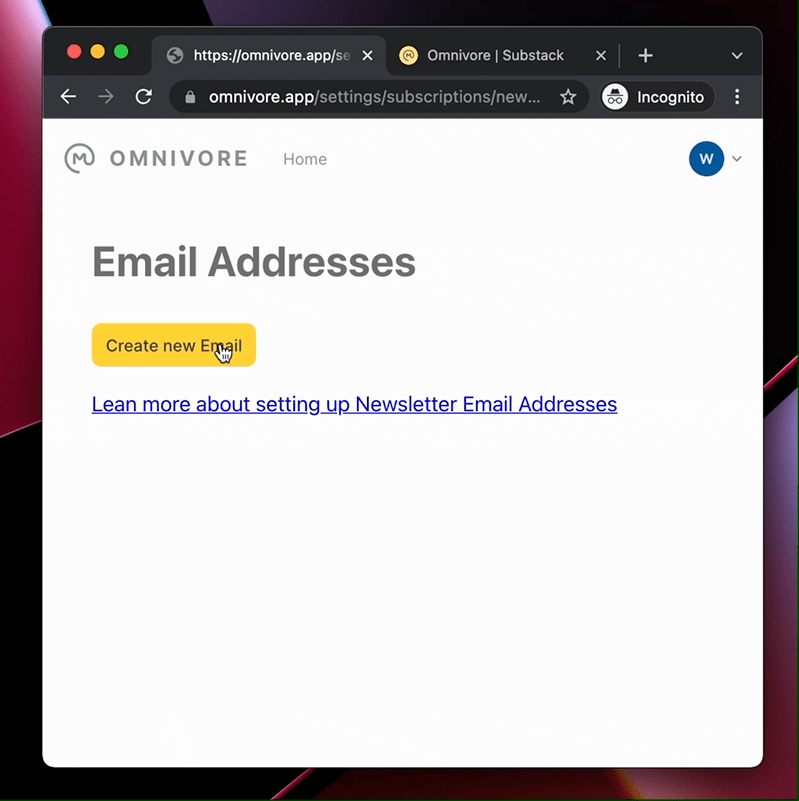 https://omnivore.app/se
Omnivore | Substack
omnivore.app/settings/subscriptions/new...
Incognito
OMNIVORE
Home
W
Email Addresses
Create new Email
Lean more about setting up Newsletter Email Addresses